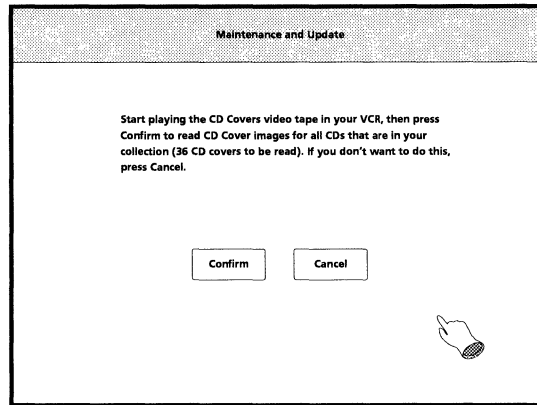 Maintenance and Update
Start playing the CD Covers video tape in your VCR, then press
Confirm to read CD Cover images for all CDs that are in your
collection (36 CD covers to be read). If you don't want to do this,
press Cancel.
Confirm Cancel